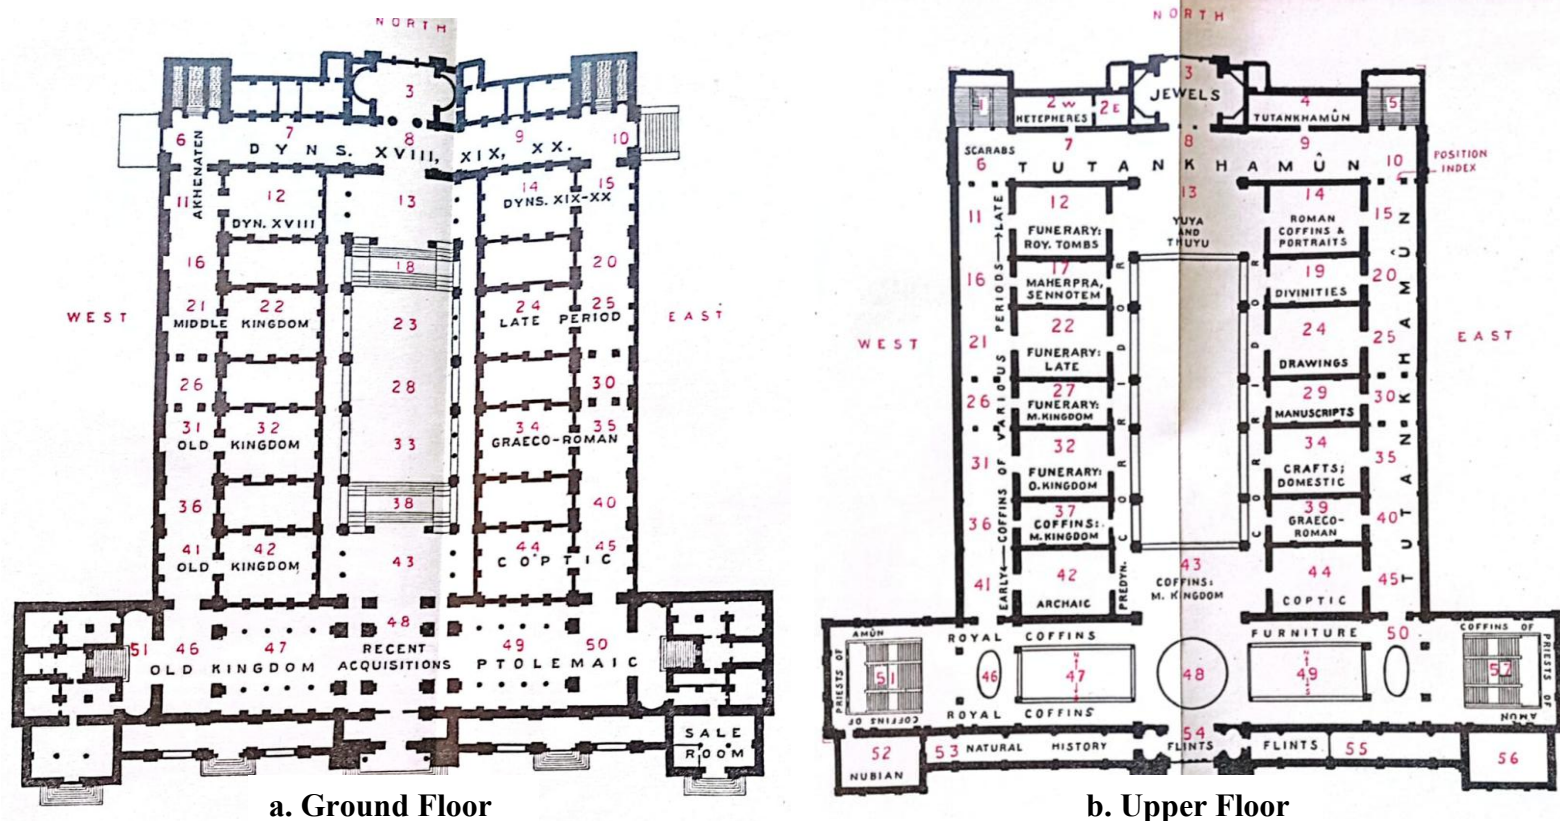 NORTH
3
6
7
8
9
10
AKHENATEN
DYNS. XVIII, XIX, XX.
11
12
DYN. XVIII
13
14
15
DYNS. XIX-XX
16
18
20
21
22
23
24
25
MIDDLE KINGDOM
LATE PERIOD
WEST
EAST
26
28
30
31
32
33
34
35
OLD KINGDOM
GRAECO-ROMAN
36
38
40
41
42
43
44
45
OLD KINGDOM
COPTIC
51
46
47
48
49
50
OLD KINGDOM
RECENT
ACQUISITIONS
PTOLEMAIC
SALE
ROOM
a. Ground Floor
NORTH
1
2 W
HETEPHERES
2 E
3
JEWELS
4
TUTANKHAMÛN
5
SCARABS
6
7
8
9
10
TUTANKHAMÛN
POSITION
INDEX
11
12
FUNERARY:
ROY. TOMBS
13
YUYA
AND
THUYU
14
ROMAN
COFFINS &
PORTRAITS
15
16
17
MAHERPRA,
SENNOTEM
19
DIVINITIES
20
21
22
FUNERARY:
LATE
24
DRAWINGS
25
WEST
EAST
26
27
FUNERARY:
M. KINGDOM
29
MANUSCRIPTS
30
31
32
FUNERARY:
O. KINGDOM
34
CRAFTS;
DOMESTIC
35
36
37
COFFINS:
M. KINGDOM
39
GRAECO-
ROMAN
40
41
42
ARCHAIC
43
COFFINS:
M. KINGDOM
44
COPTIC
45
EARLY←COFFINS OF VARIOUS PERIODS→LATE
PREDYN.
CORRIDOR
CORRIDOR
TUTANKHAMÛN
COFFINS OF
PRIESTS OF
AMÛN
51
ROYAL COFFINS
46
47
N
S
ROYAL COFFINS
48
FURNITURE
49
N
S
50
COFFINS OF
PRIESTS OF
AMÛN
57
52
NUBIAN
53
NATURAL HISTORY
54
FLINTS
FLINTS
55
56
b. Upper Floor